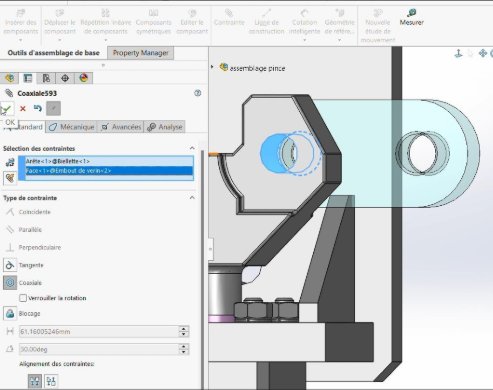 Insérer des composants
Déplacer le composant
Répétition linéaire de composants
Composants symétriques
Editer le composant
Contrainte
Ligne de construction
Cotation intelligente
Géométrie de référe...
Nouvelle étude de mouvement
Mesurer
Outils d'assemblage de base
Property Manager
assemblage pince
Coaxiale593
OK
Standard
Mécanique
Avancées
Analyse
Sélection des contraintes
Arête<1>@Biellette<1>
Face<1>@Embout de verin<2>
Type de contrainte
Coïncidente
Parallèle
Perpendiculaire
Tangente
Coaxiale
Verrouiller la rotation
Blocage
61.16005246mm
50.00deg
Alignement des contraintes: